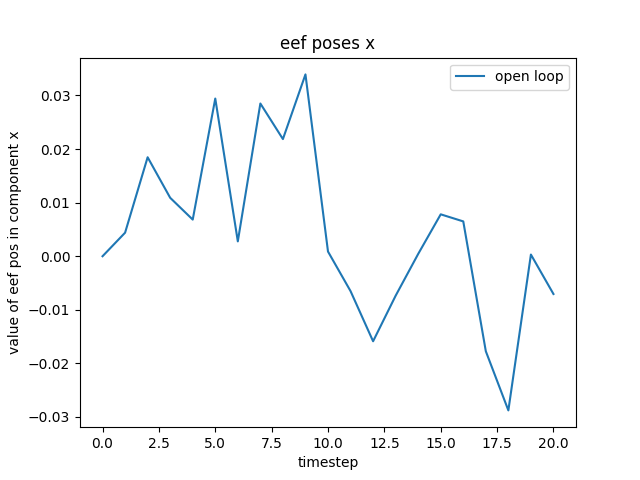 eef poses x
open loop
value of eef pos in component x
0.03
0.02
0.01
0.00
−0.01
−0.02
−0.03
0.0 2.5 5.0 7.5 10.0 12.5 15.0 17.5 20.0
timestep